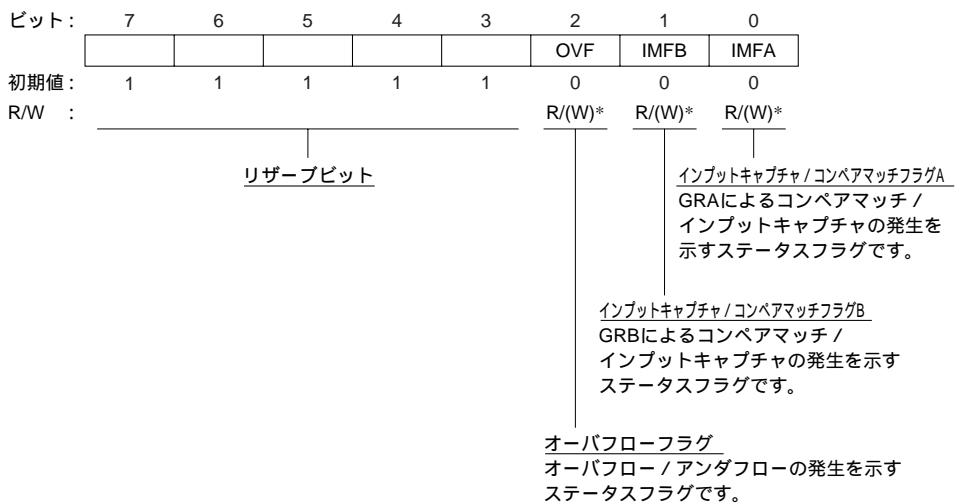 ビット: 7 6 5 4 3 2 1 0
OVF IMFB IMFA
初期値: 1 1 1 1 1 0 0 0
R/W : R/(W)* R/(W)* R/(W)*
リザーブビット
インプットキャプチャ / コンペアマッチフラグA
GRAによるコンペアマッチ /
インプットキャプチャの発生を
示すステータスフラグです。
インプットキャプチャ / コンペアマッチフラグB
GRBによるコンペアマッチ /
インプットキャプチャの発生を示す
ステータスフラグです。
オーバフローフラグ
オーバフロー / アンダフローの発生を示す
ステータスフラグです。